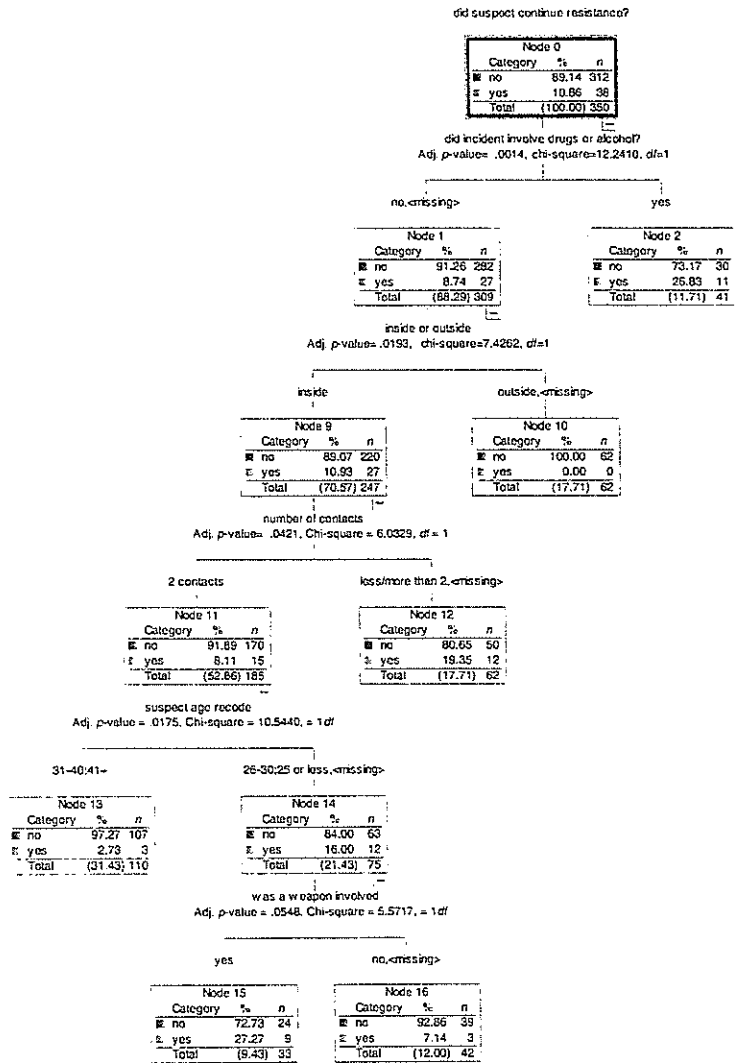 did suspect continue resistance?
Node 0
Category % n
no 89.14 312
yes 10.86 38
Total (100.00) 350
did incident involve drugs or alcohol?
Adj. p-value= .0014, chi-square=12.2410, df=1
no,<missing> yes
Node 1
Category % n
no 91.26 282
yes 8.74 27
Total (88.29) 309
Node 2
Category % n
no 73.17 30
yes 26.83 11
Total (11.71) 41
inside or outside
Adj. p-value= .0193, chi-square=7.4262, df=1
inside outside,<missing>
Node 9
Category % n
no 89.07 220
yes 10.93 27
Total (70.57) 247
Node 10
Category % n
no 100.00 62
yes 0.00 0
Total (17.71) 62
number of contacts
Adj. p-value= .0421, Chi-square = 6.0329, df = 1
2 contacts less/more than 2,<missing>
Node 11
Category % n
no 91.89 170
yes 8.11 15
Total (52.86) 185
Node 12
Category % n
no 80.65 50
yes 19.35 12
Total (17.71) 62
suspect age recode
Adj. p-value = .0175, Chi-square = 10.5440, = 1df
31-40;41+ 26-30;25 or less,<missing>
Node 13
Category % n
no 97.27 107
yes 2.73 3
Total (31.43) 110
Node 14
Category % n
no 84.00 63
yes 16.00 12
Total (21.43) 75
was a weapon involved
Adj. p-value = .0548, Chi-square = 5.5717, = 1df
yes no,<missing>
Node 15
Category % n
no 72.73 24
yes 27.27 9
Total (9.43) 33
Node 16
Category % n
no 92.86 39
yes 7.14 3
Total (12.00) 42